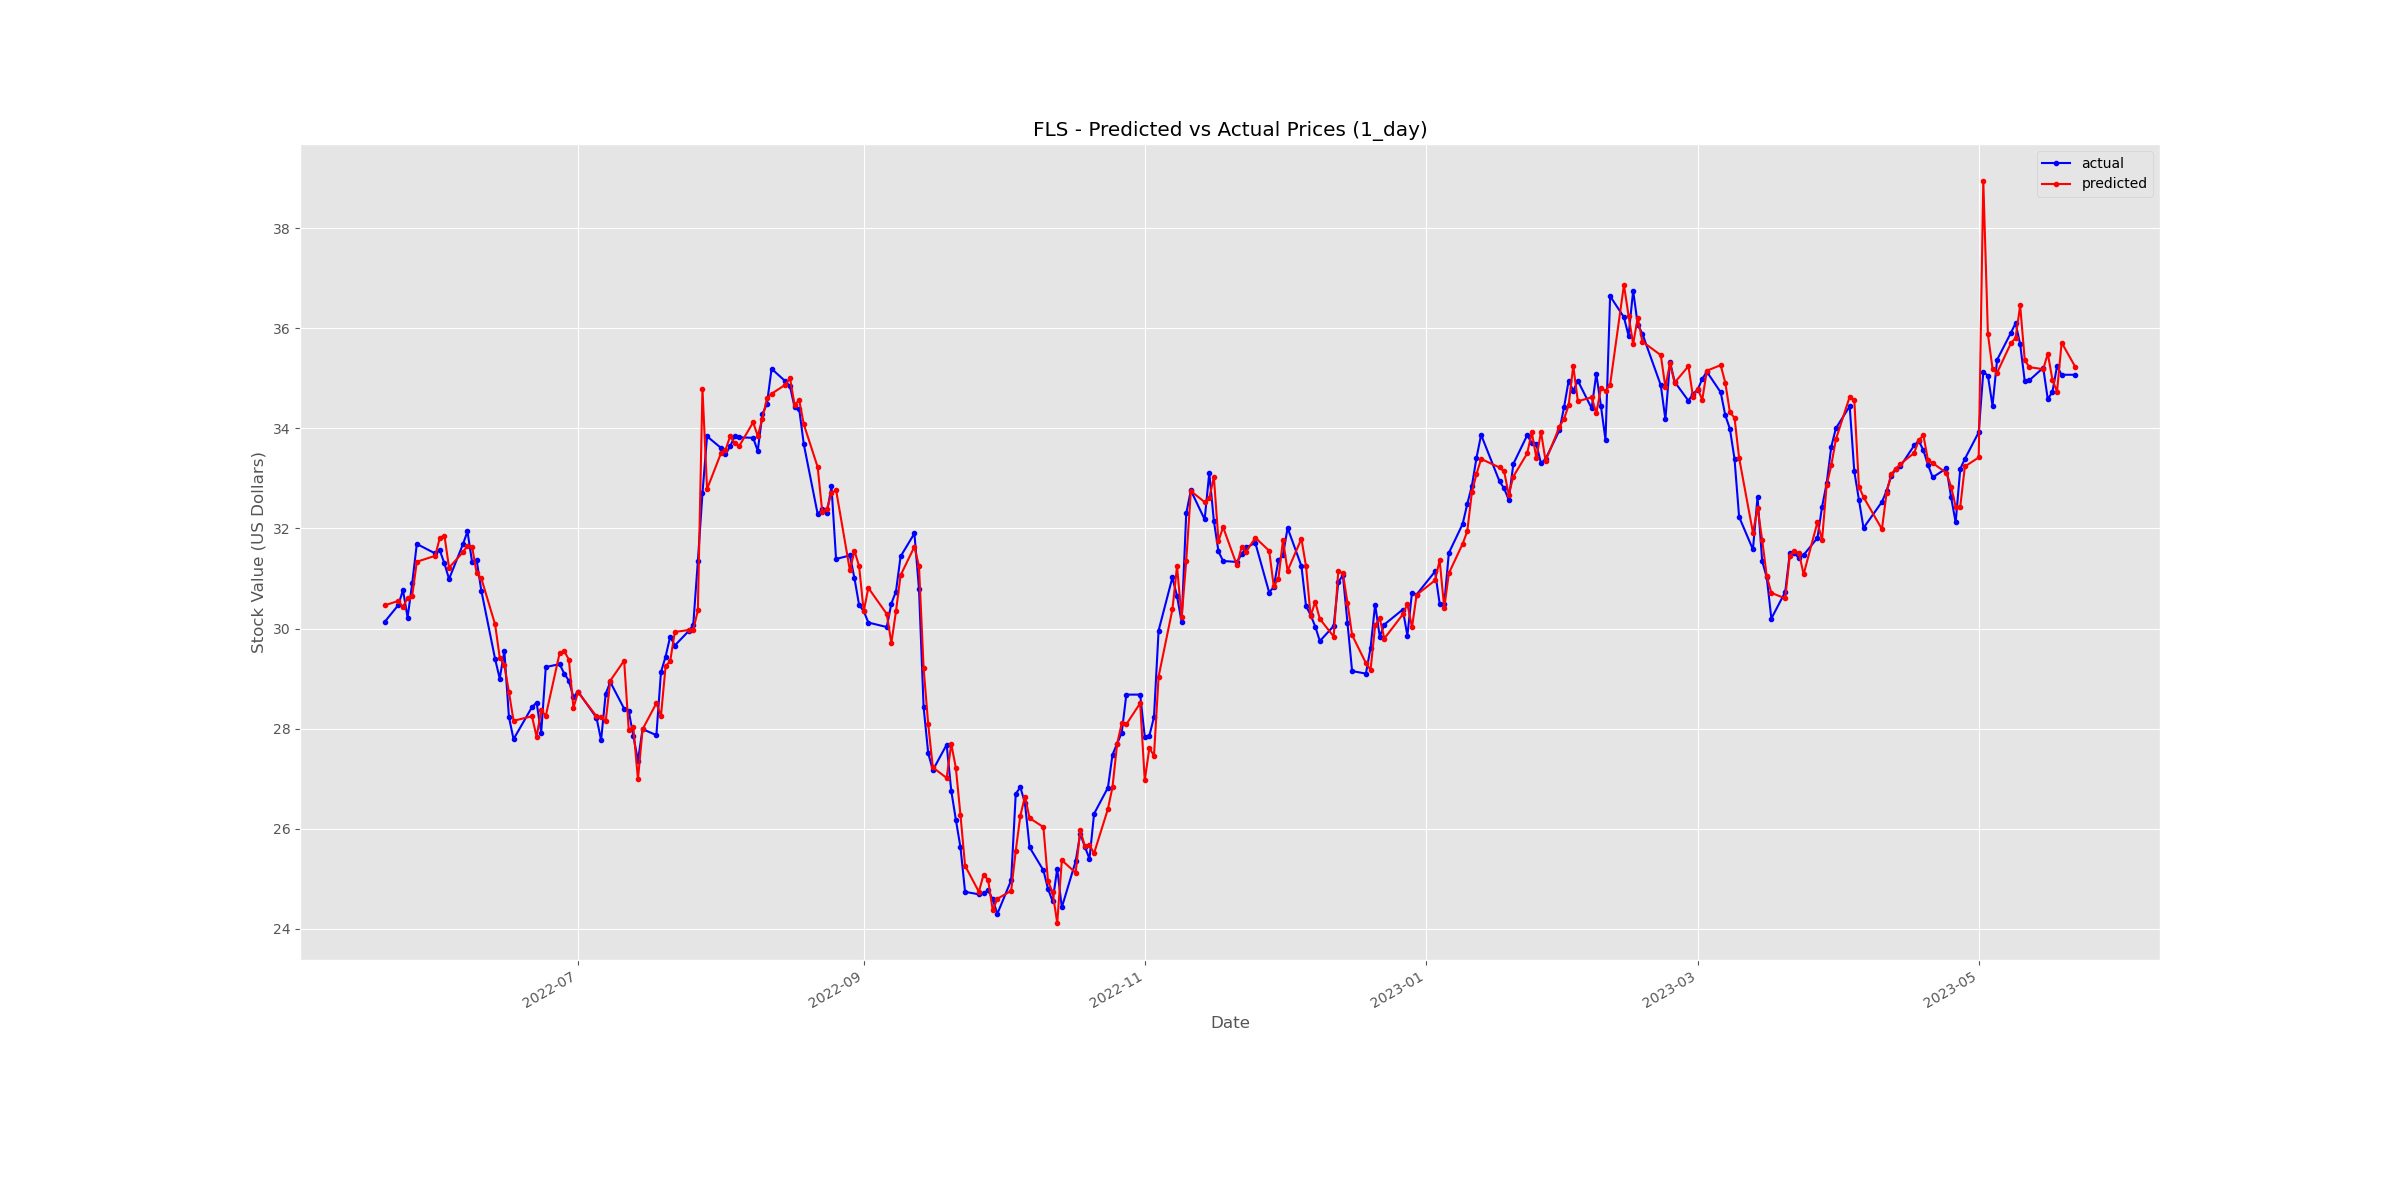 FLS - Predicted vs Actual Prices (1_day)
actual
predicted
Stock Value (US Dollars)
38
36
34
32
30
28
26
24
2022-07
2022-09
2022-11
2023-01
2023-03
2023-05
Date